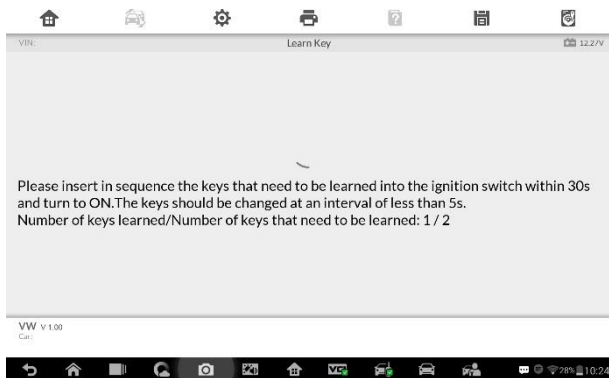 VIN:
Learn Key
12.27V
Please insert in sequence the keys that need to be learned into the ignition switch within 30s
and turn to ON.The keys should be changed at an interval of less than 5s.
Number of keys learned/Number of keys that need to be learned: 1 / 2
VW V 1.00
Car:
28% 10:24